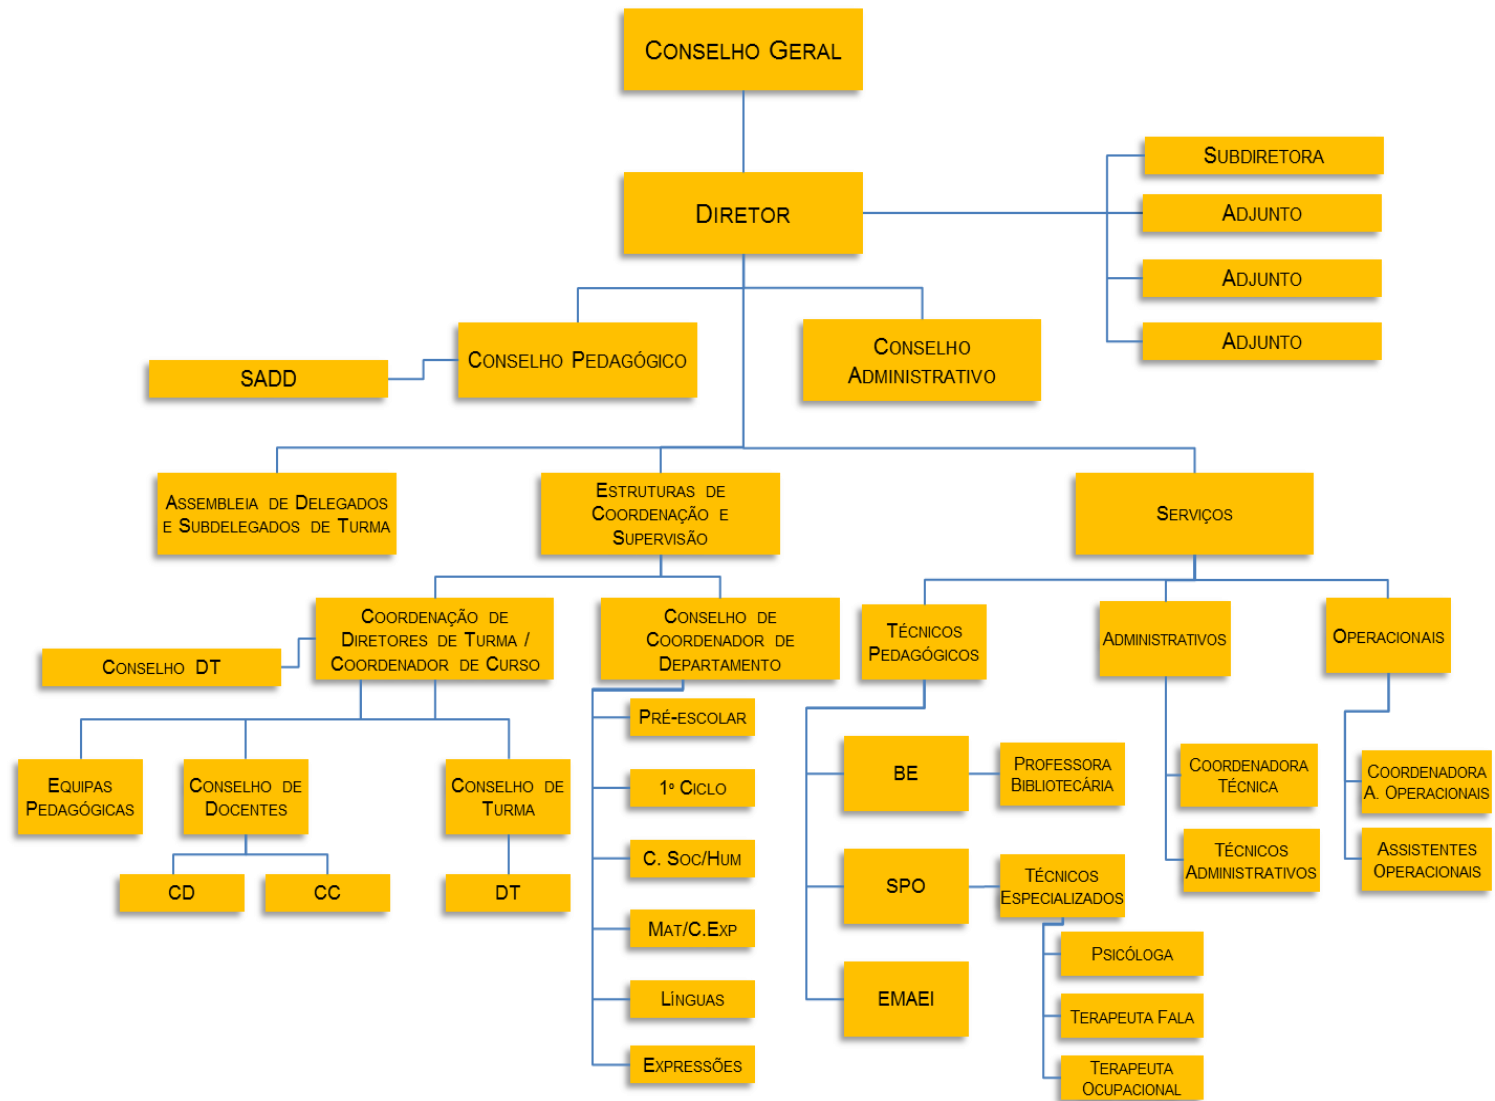 Conselho Geral
Diretor
Subdiretora
Adjunto
Adjunto
Adjunto
Conselho Pedagógico
Conselho
Administrativo
SADD
Assembleia de Delegados
e Subdelegados de Turma
Estruturas de
Coordenação e
Supervisão
Serviços
Coordenação de
Diretores de Turma /
Coordenador de Curso
Conselho de
Coordenador de
Departamento
Técnicos
Pedagógicos
Administrativos
Operacionais
Conselho DT
Equipas
Pedagógicas
Conselho de
Docentes
Conselho de
Turma
CD
CC
DT
Pré-escolar
1º Ciclo
C. Soc/Hum
Mat/C.Exp
Línguas
Expressões
BE
Professora
Bibliotecária
SPO
Técnicos
Especializados
EMAEI
Psicóloga
Terapeuta Fala
Terapeuta
Ocupacional
Coordenadora
Técnica
Técnicos
Administrativos
Coordenadora
A. Operacionais
Assistentes
Operacionais